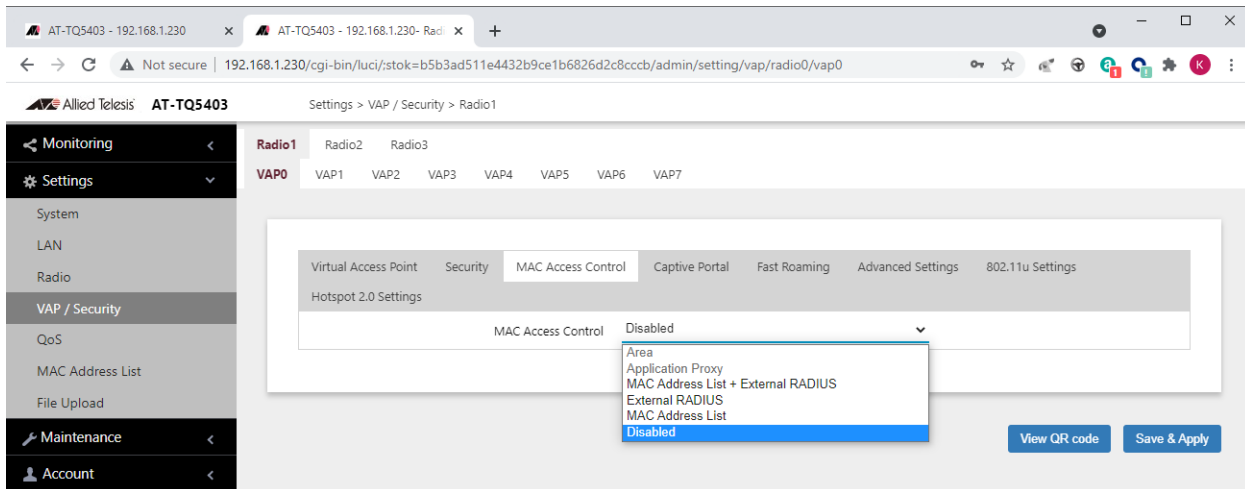 AT-TQ5403 - 192.168.1.230
AT-TQ5403 - 192.168.1.230- Radi
Not secure | 192.168.1.230/cgi-bin/luci/;stok=b5b3ad511e4432b9ce1b6826d2c8cccb/admin/setting/vap/radio0/vap0
K
Allied Telesis AT-TQ5403
Settings > VAP / Security > Radio1
Monitoring
Settings
System
LAN
Radio
VAP / Security
QoS
MAC Address List
File Upload
Maintenance
Account
Radio1 Radio2 Radio3
VAP0 VAP1 VAP2 VAP3 VAP4 VAP5 VAP6 VAP7
Virtual Access Point Security MAC Access Control Captive Portal Fast Roaming Advanced Settings 802.11u Settings
Hotspot 2.0 Settings
MAC Access Control Disabled
Area
Application Proxy
MAC Address List + External RADIUS
External RADIUS
MAC Address List
Disabled
View QR code Save & Apply